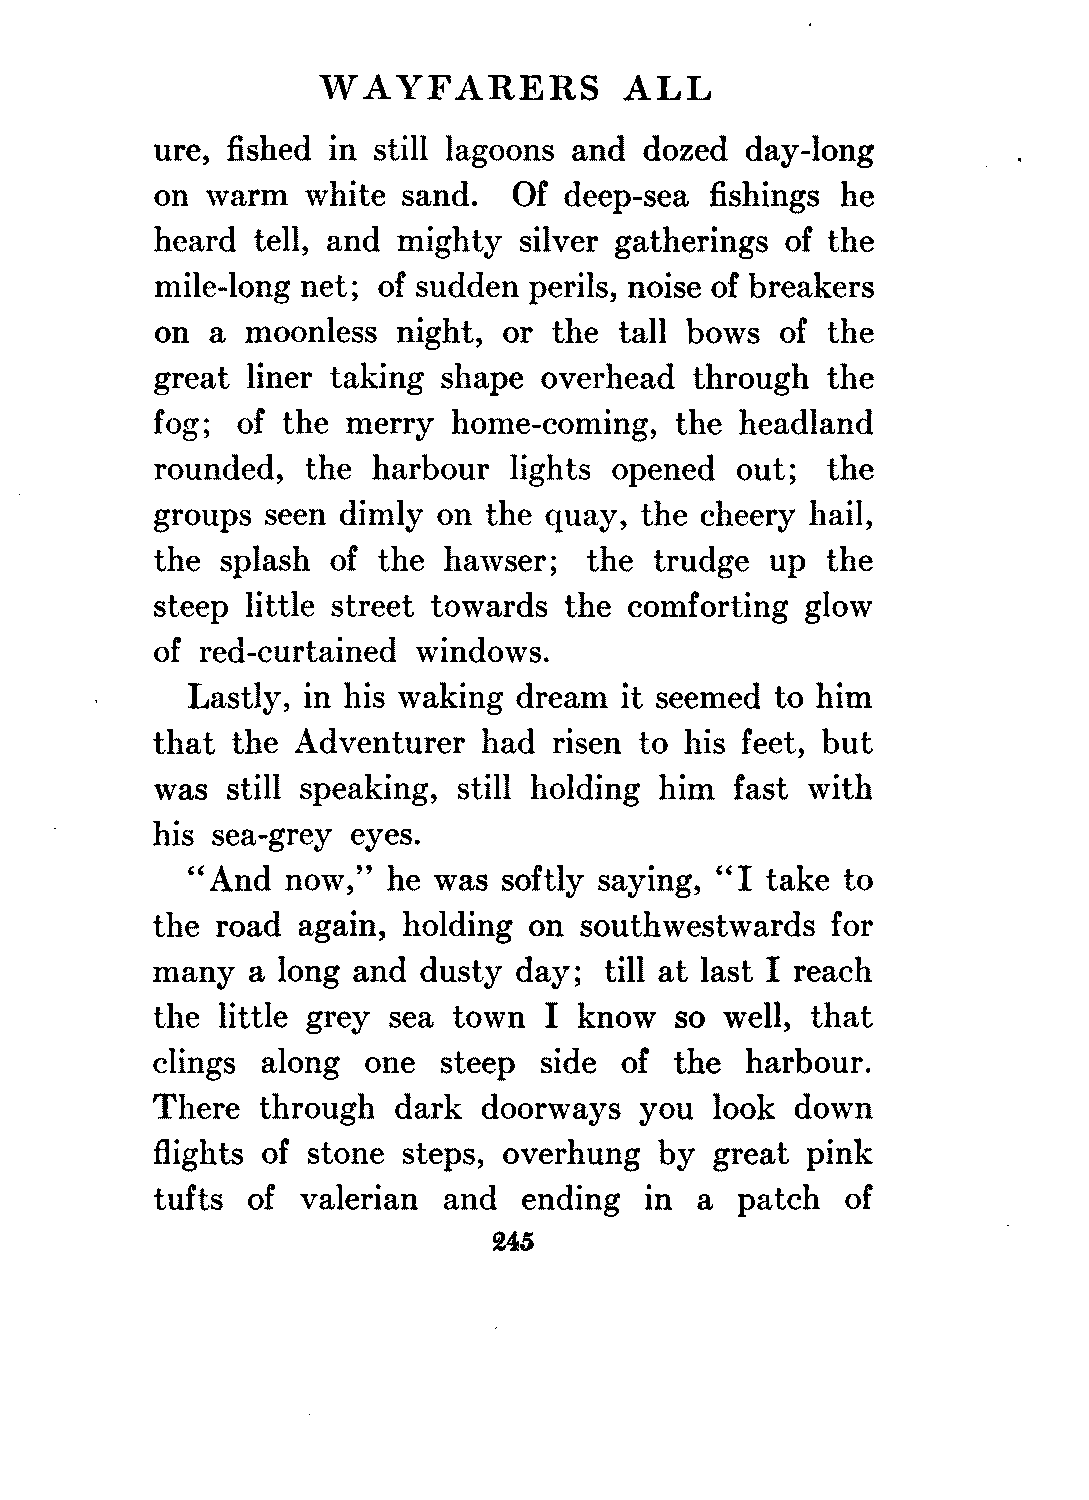 WAYFARERS ALL
ure, fished in still lagoons and dozed day-long
on warm white sand. Of deep-sea fishings he
heard tell, and mighty silver gatherings of the
mile-long net; of sudden perils, noise of breakers
on a moonless night, or the tall bows of the
great liner taking shape overhead through the
fog; of the merry home-coming, the headland
rounded, the harbour lights opened out; the
groups seen dimly on the quay, the cheery hail,
the splash of the hawser; the trudge up the
steep little street towards the comforting glow
of red-curtained windows.
Lastly, in his waking dream it seemed to him
that the Adventurer had risen to his feet, but
was still speaking, still holding him fast with
his sea-grey eyes.
“And now,” he was softly saying, “I take to
the road again, holding on southwestwards for
many a long and dusty day; till at last I reach
the little grey sea town I know so well, that
clings along one steep side of the harbour.
There through dark doorways you look down
flights of stone steps, overhung by great pink
tufts of valerian and ending in a patch of
245